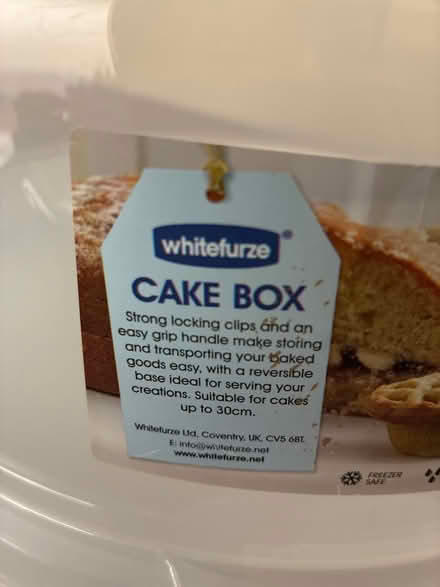 whitefurze®
CAKE BOX
Strong locking clips and an
easy grip handle make storing
and transporting your baked
goods easy, with a reversible
base ideal for serving your
creations. Suitable for cakes
up to 30cm.
Whitefurze Ltd, Coventry, UK, CV5 6BT.
E: info@whitefurze.net
www.whitefurze.net
FREEZER
SAFE